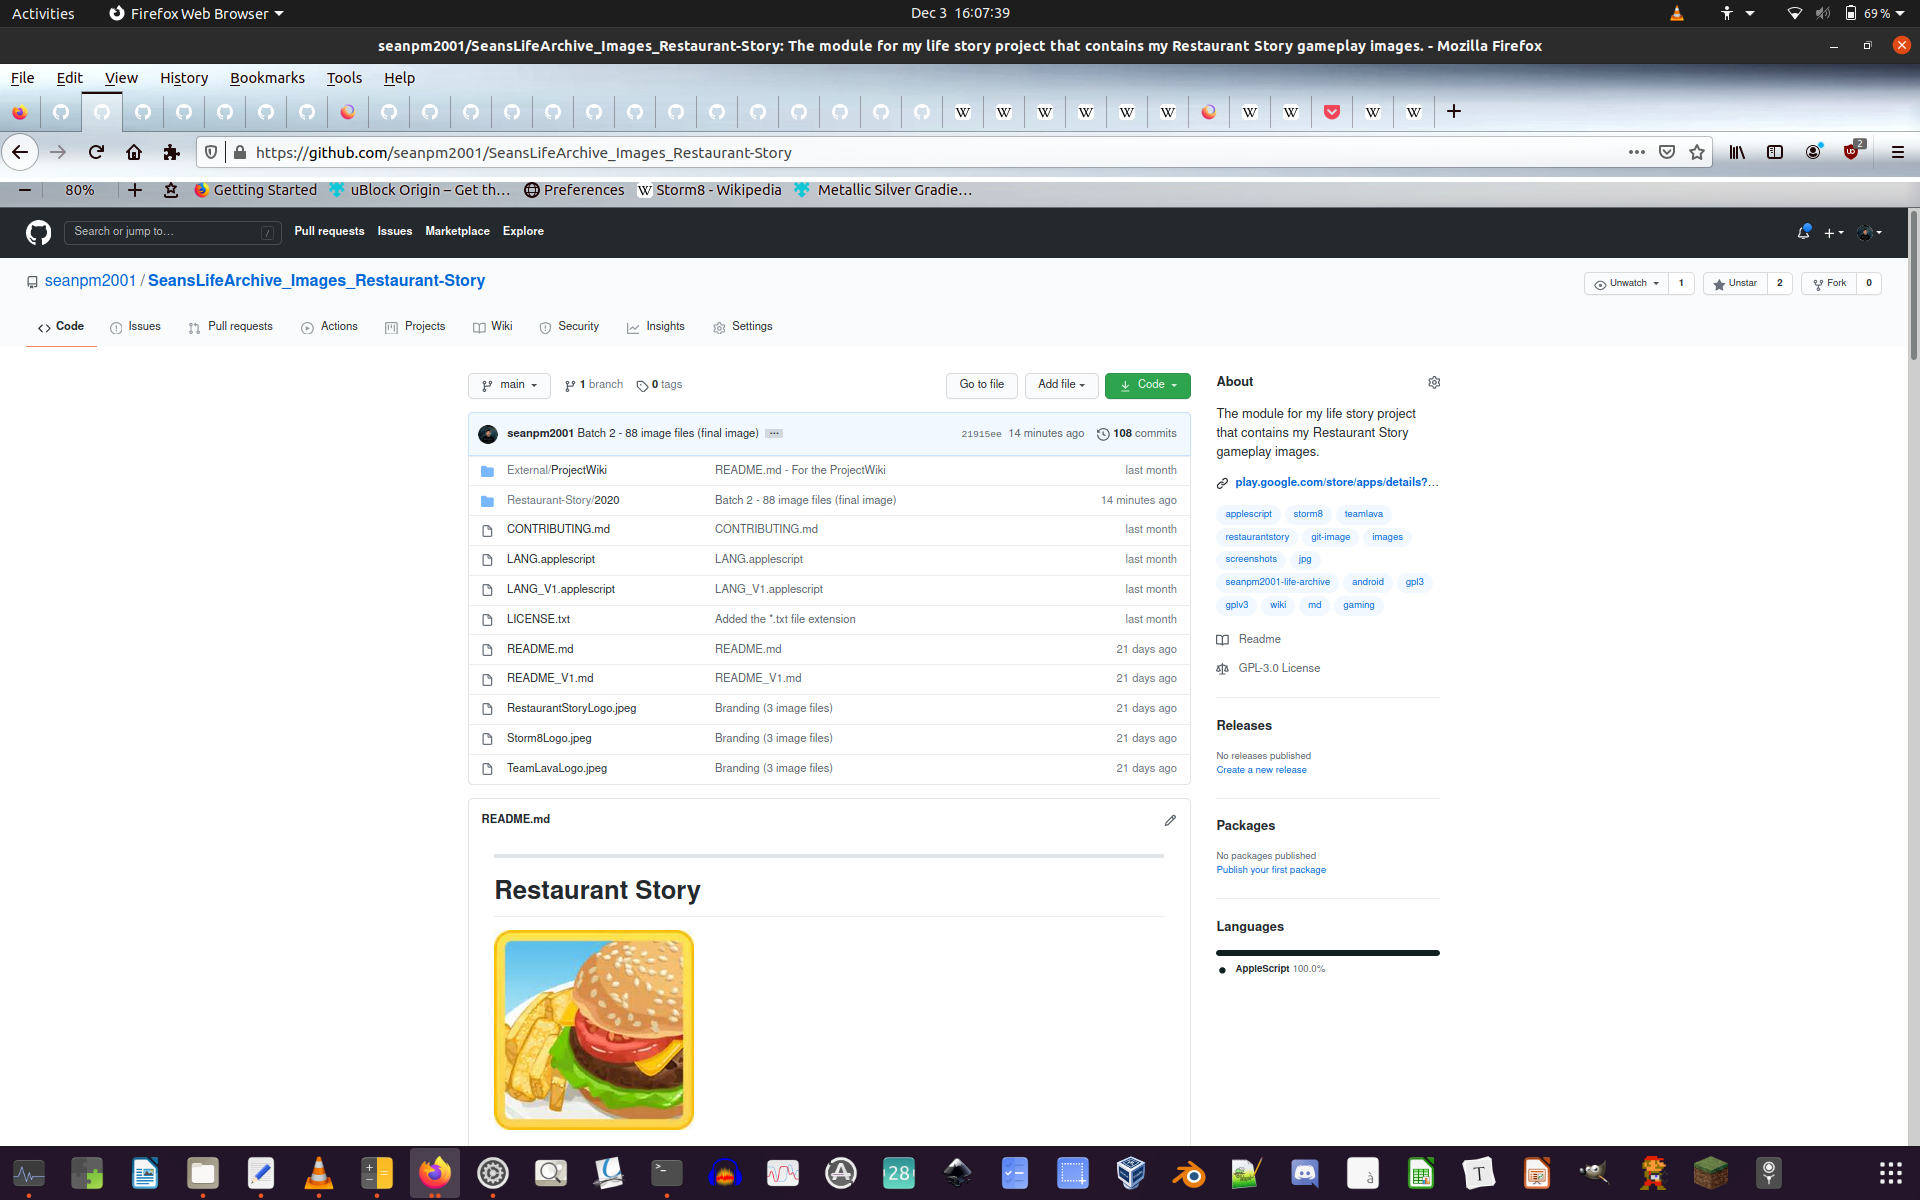 Activities Firefox Web Browser Dec 3 16:07:39 69 %
seanpm2001/SeansLifeArchive_Images_Restaurant-Story: The module for my life story project that contains my Restaurant Story gameplay images. - Mozilla Firefox
File Edit View History Bookmarks Tools Help
https://github.com/seanpm2001/SeansLifeArchive_Images_Restaurant-Story 2
80% Getting Started uBlock Origin – Get th… Preferences Storm8 - Wikipedia Metallic Silver Gradie…
Search or jump to… / Pull requests Issues Marketplace Explore
seanpm2001 / SeansLifeArchive_Images_Restaurant-Story Unwatch 1 Unstar 2 Fork 0
Code Issues Pull requests Actions Projects Wiki Security Insights Settings
main 1 branch 0 tags Go to file Add file Code
seanpm2001 Batch 2 - 88 image files (final image) ... 21915ee 14 minutes ago 108 commits
External/ProjectWiki README.md - For the ProjectWiki last month
Restaurant-Story/2020 Batch 2 - 88 image files (final image) 14 minutes ago
CONTRIBUTING.md CONTRIBUTING.md last month
LANG.applescript LANG.applescript last month
LANG_V1.applescript LANG_V1.applescript last month
LICENSE.txt Added the *.txt file extension last month
README.md README.md 21 days ago
README_V1.md README_V1.md 21 days ago
RestaurantStoryLogo.jpeg Branding (3 image files) 21 days ago
Storm8Logo.jpeg Branding (3 image files) 21 days ago
TeamLavaLogo.jpeg Branding (3 image files) 21 days ago
README.md
Restaurant Story
About
The module for my life story project
that contains my Restaurant Story
gameplay images.
play.google.com/store/apps/details?…
applescript storm8 teamlava
restaurantstory git-image images
screenshots jpg
seanpm2001-life-archive android gpl3
gplv3 wiki md gaming
Readme
GPL-3.0 License
Releases
No releases published
Create a new release
Packages
No packages published
Publish your first package
Languages
AppleScript 100.0%
28